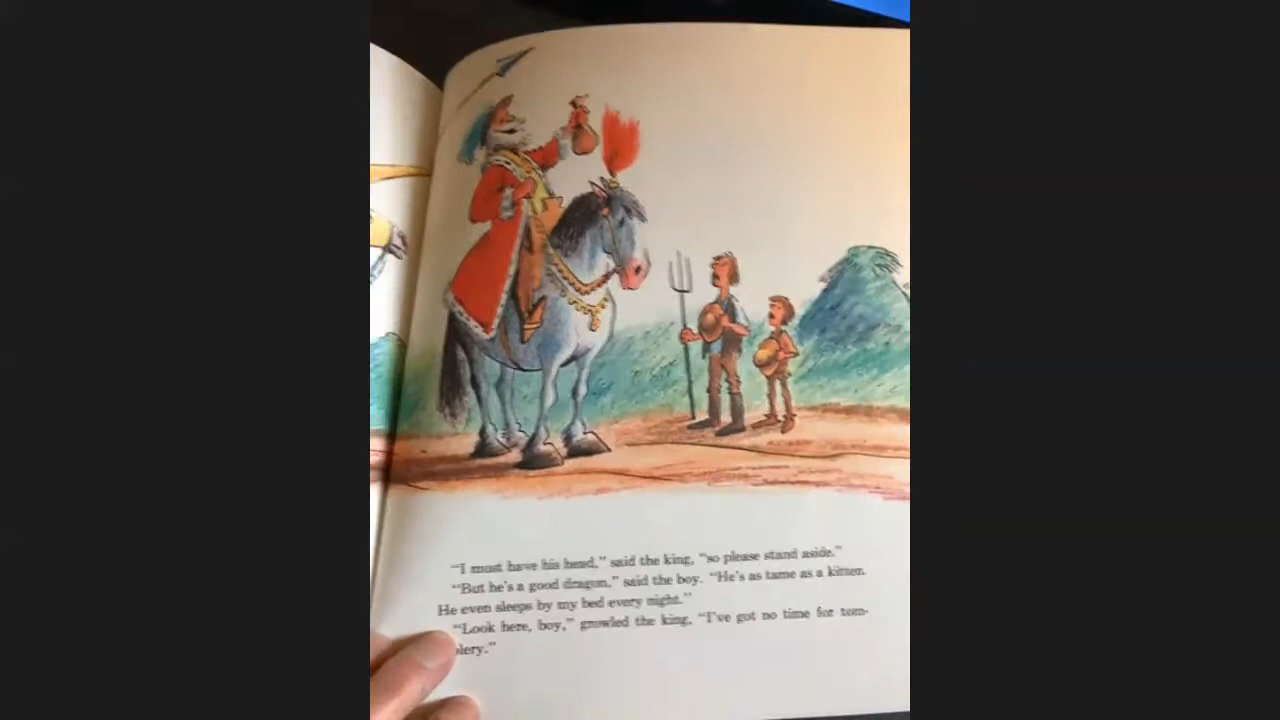 "I must have his head," said the king, "so please stand aside."
"But he's a good dragon," said the boy. "He's as tame as a kitten.
He even sleeps by my bed every night."
"Look here, boy," growled the king, "I've got no time for tom-
olery."